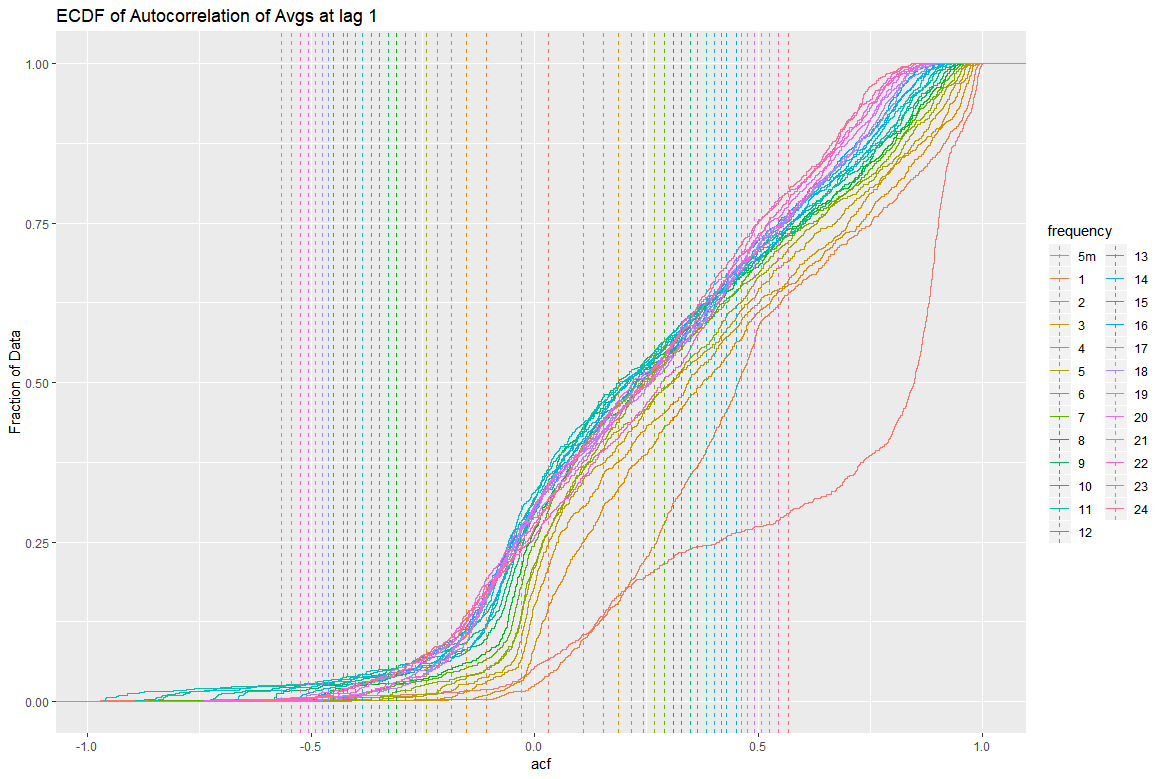 ECDF of Autocorrelation of Avgs at lag 1
Fraction of Data
1.00
0.75
0.50
0.25
0.00
-1.0 -0.5 0.0 0.5 1.0
acf
frequency
5m 13
1 14
2 15
3 16
4 17
5 18
6 19
7 20
8 21
9 22
10 23
11 24
12